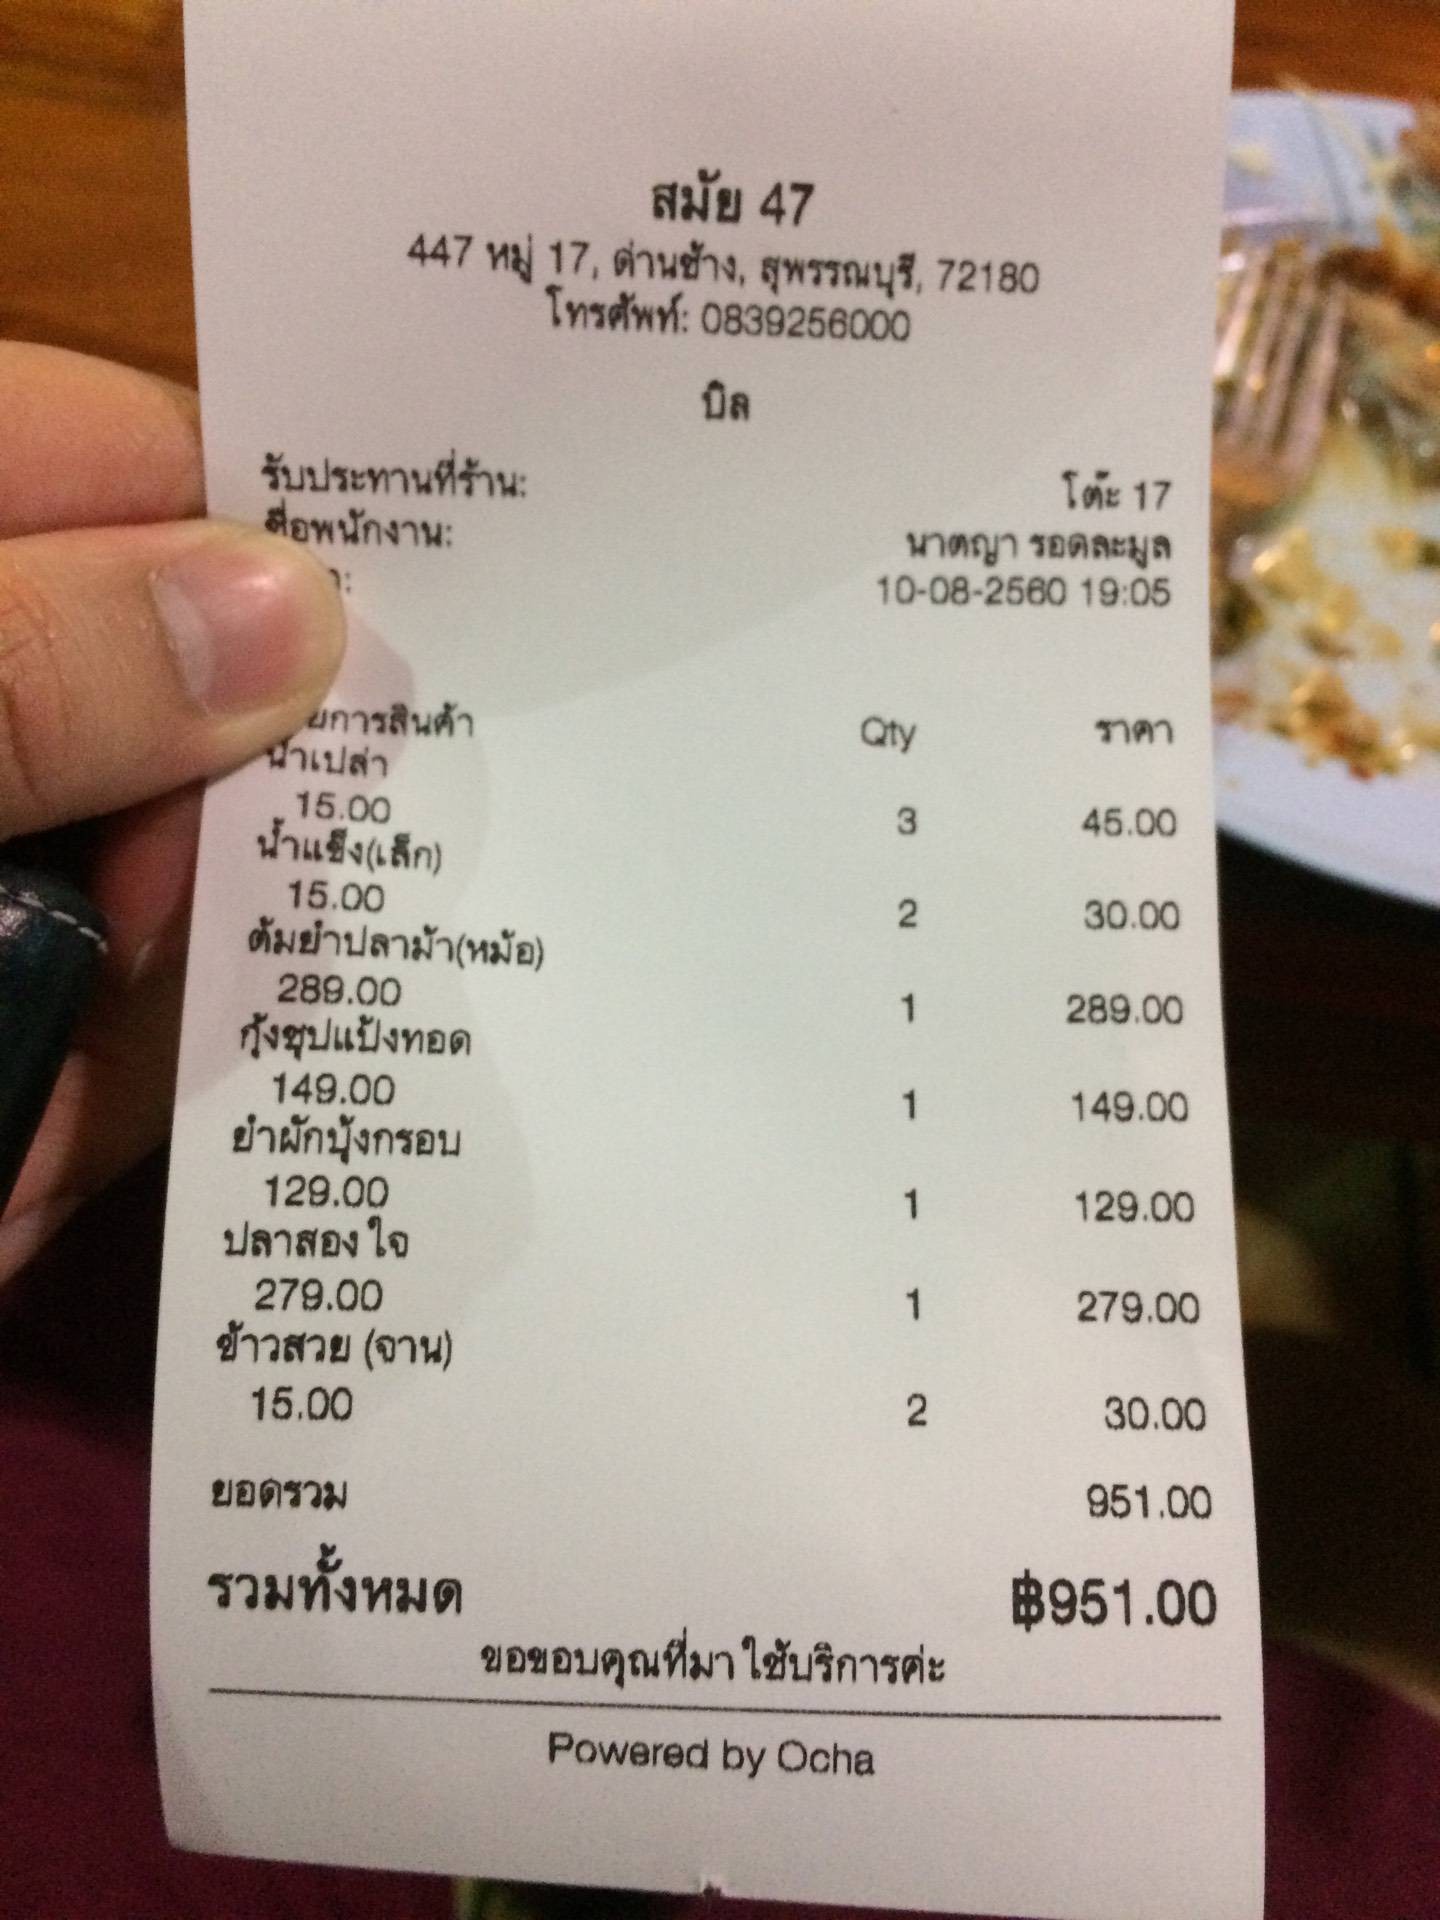 สมัย 47
447 หมู่ 17, ด่านช้าง, สุพรรณบุรี, 72180
โทรศัพท์: 0839256000
บิล
รับประทานที่ร้าน: โต๊ะ 17
ชื่อพนักงาน: นาตญา รอดละมูล
10-08-2560 19:05
ยการสินค้า Qty ราคา
น้ำเปล่า
15.00 3 45.00
น้ำแข็ง(เล็ก)
15.00 2 30.00
ต้มยำปลาม้า(หม้อ)
289.00 1 289.00
กุ้งชุปแป้งทอด
149.00 1 149.00
ยำผักบุ้งกรอบ
129.00 1 129.00
ปลาสองใจ
279.00 1 279.00
ข้าวสวย (จาน)
15.00 2 30.00
ยอดรวม 951.00
รวมทั้งหมด ฿951.00
ขอขอบคุณที่มาใช้บริการค่ะ
Powered by Ocha